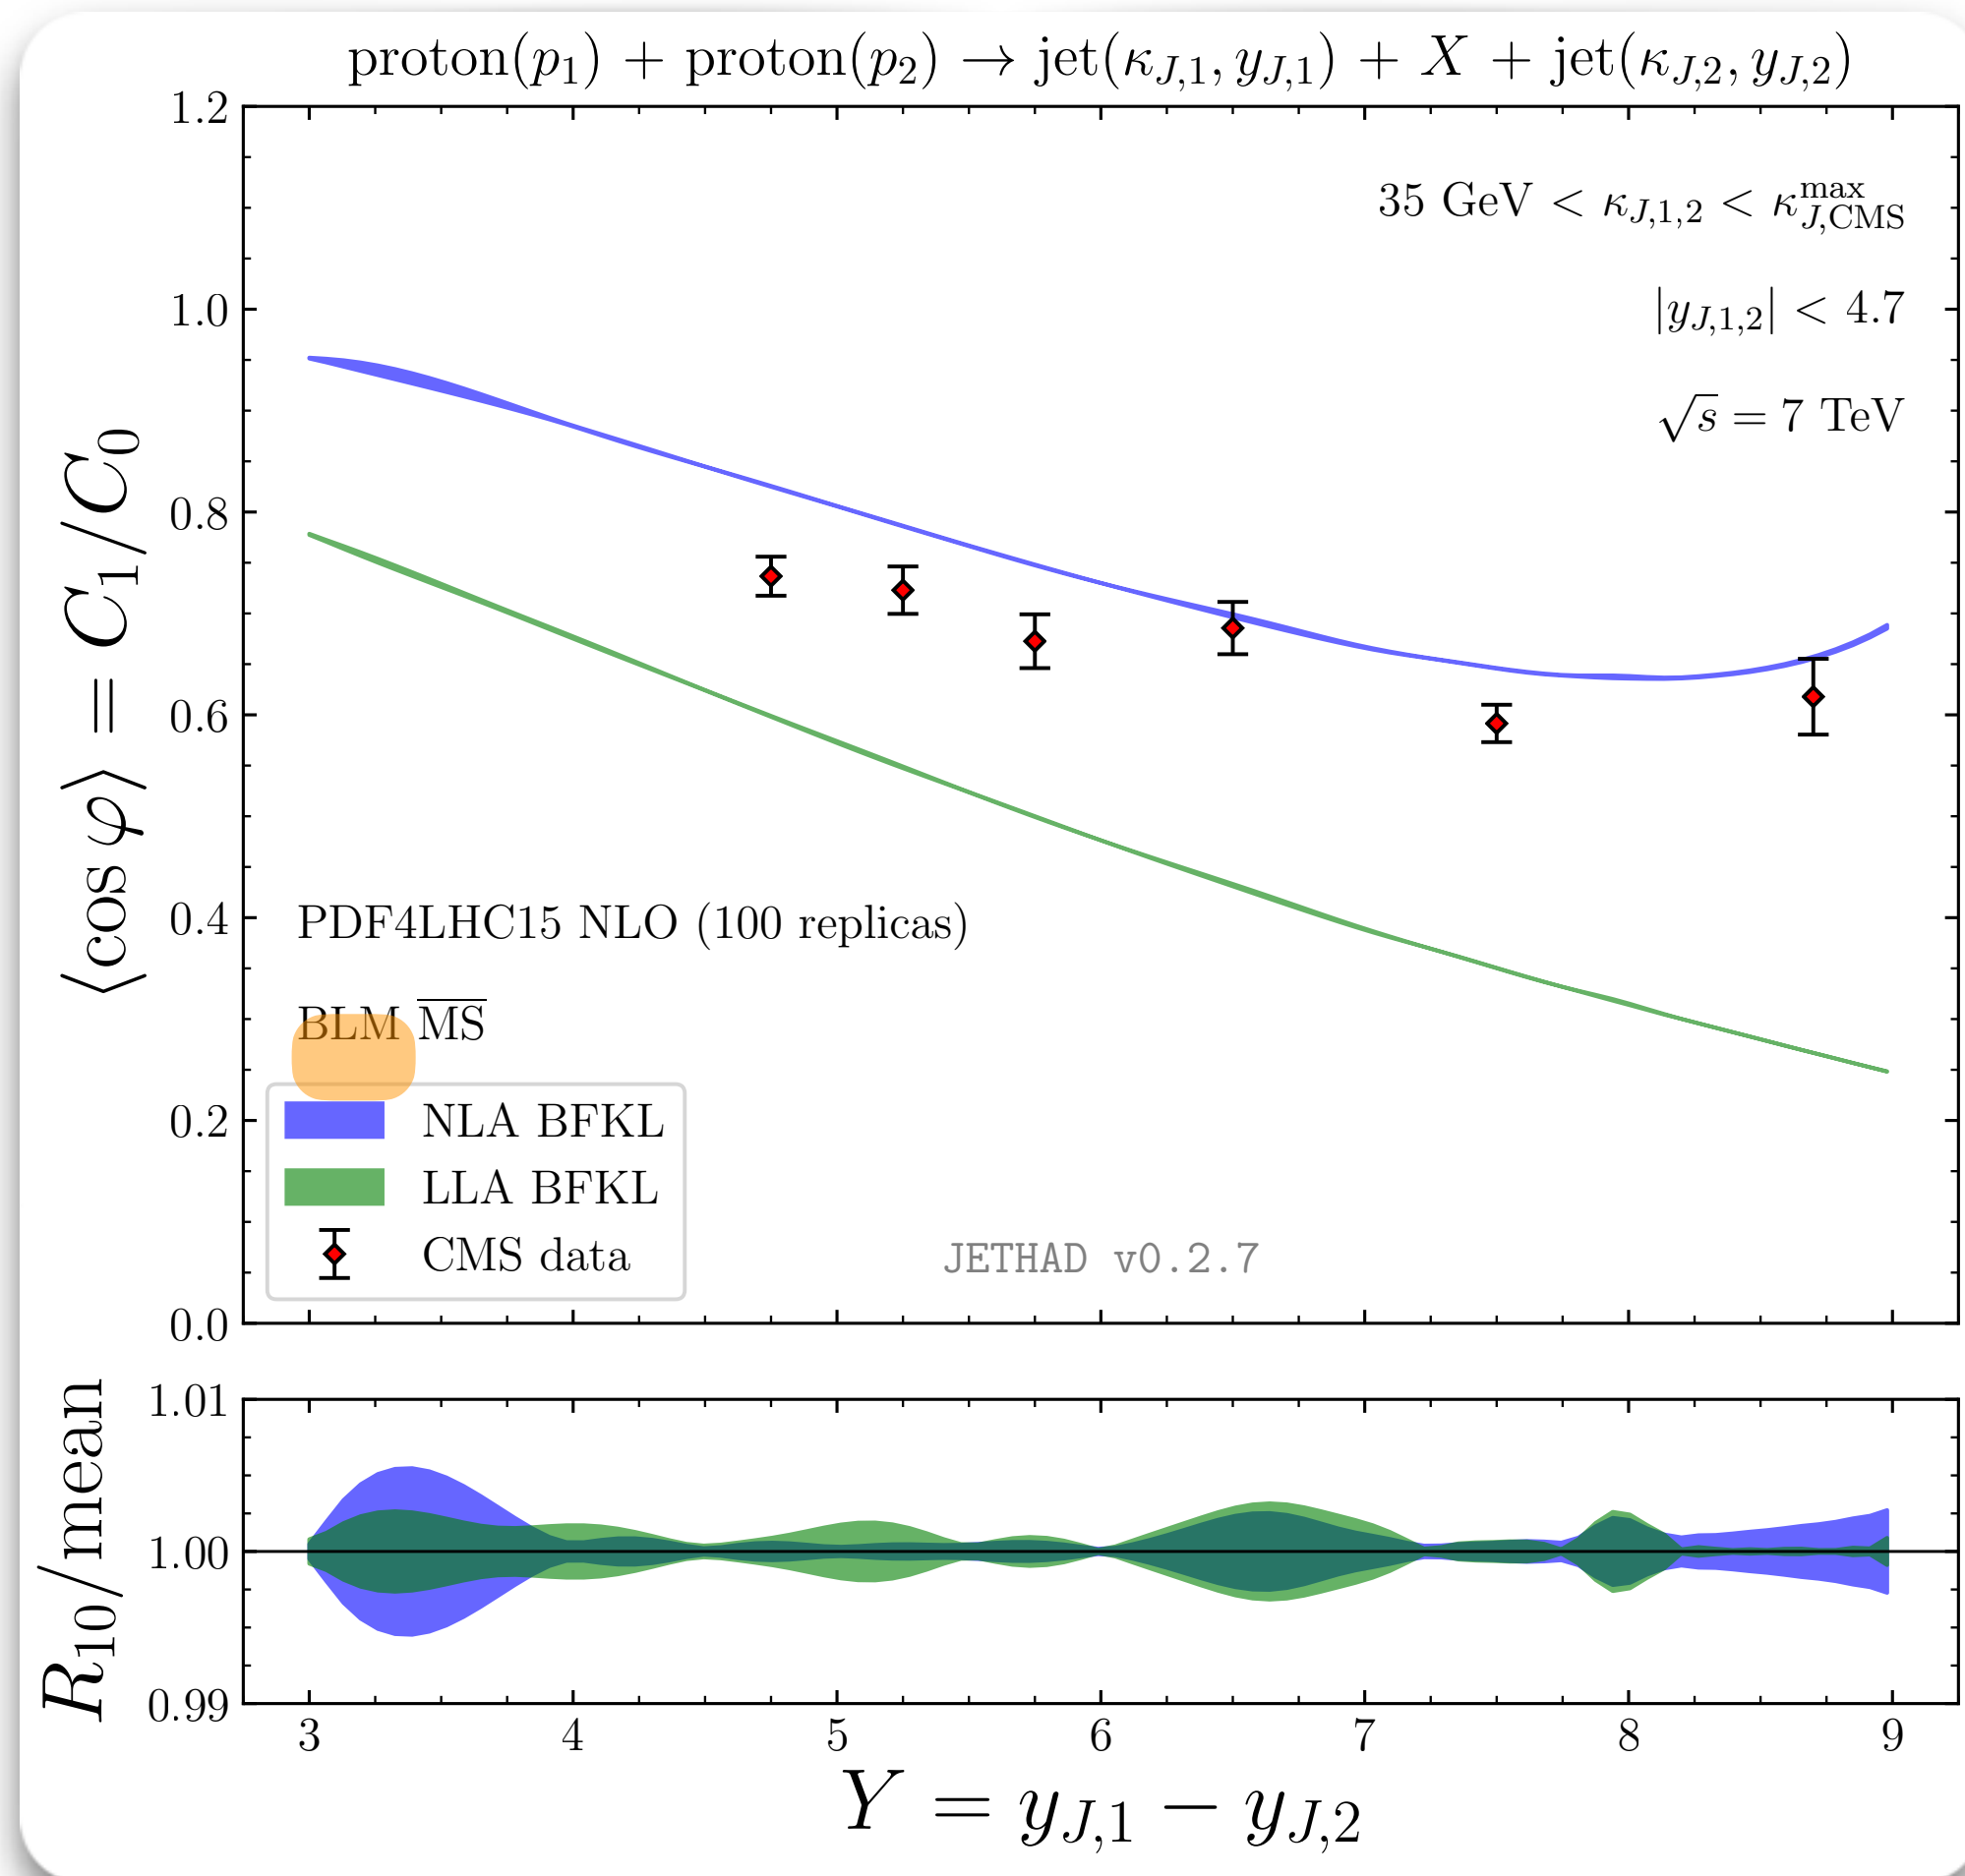 proton(p₁) + proton(p₂) → jet(κ_{J,1}, y_{J,1}) + X + jet(κ_{J,2}, y_{J,2})
1.2
1.0
0.8
0.6
0.4
0.2
0.0
⟨cos φ⟩ = C₁/C₀
35 GeV < κ_{J,1,2} < κ^{max}_{J,CMS}
|y_{J,1,2}| < 4.7
√s = 7 TeV
PDF4LHC15 NLO (100 replicas)
BLM \overline{MS}
NLA BFKL
LLA BFKL
CMS data
JETHAD v0.2.7
1.01
1.00
0.99
R₁₀/mean
3 4 5 6 7 8 9
Y = y_{J,1} − y_{J,2}